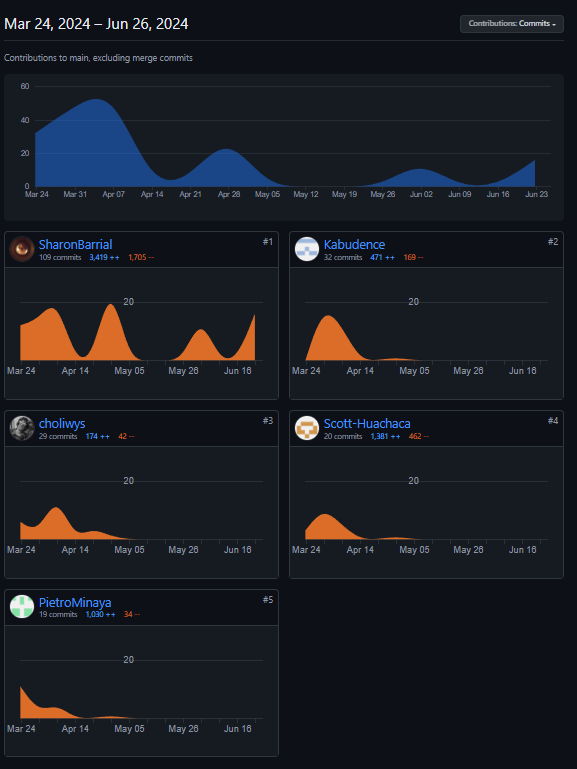 Mar 24, 2024 – Jun 26, 2024
Contributions: Commits
Contributions to main, excluding merge commits
60
40
20
0
Mar 24 Mar 31 Apr 07 Apr 14 Apr 21 Apr 28 May 05 May 12 May 19 May 26 Jun 02 Jun 09 Jun 16 Jun 23
SharonBarrial #1
109 commits 3,419 ++ 1,705 --
20
Mar 24 Apr 14 May 05 May 26 Jun 16
Kabudence #2
32 commits 471 ++ 169 --
20
Mar 24 Apr 14 May 05 May 26 Jun 16
choliwys #3
29 commits 174 ++ 42 --
20
Mar 24 Apr 14 May 05 May 26 Jun 16
Scott-Huachaca #4
20 commits 1,381 ++ 462 --
20
Mar 24 Apr 14 May 05 May 26 Jun 16
PietroMinaya #5
19 commits 1,030 ++ 34 --
20
Mar 24 Apr 14 May 05 May 26 Jun 16